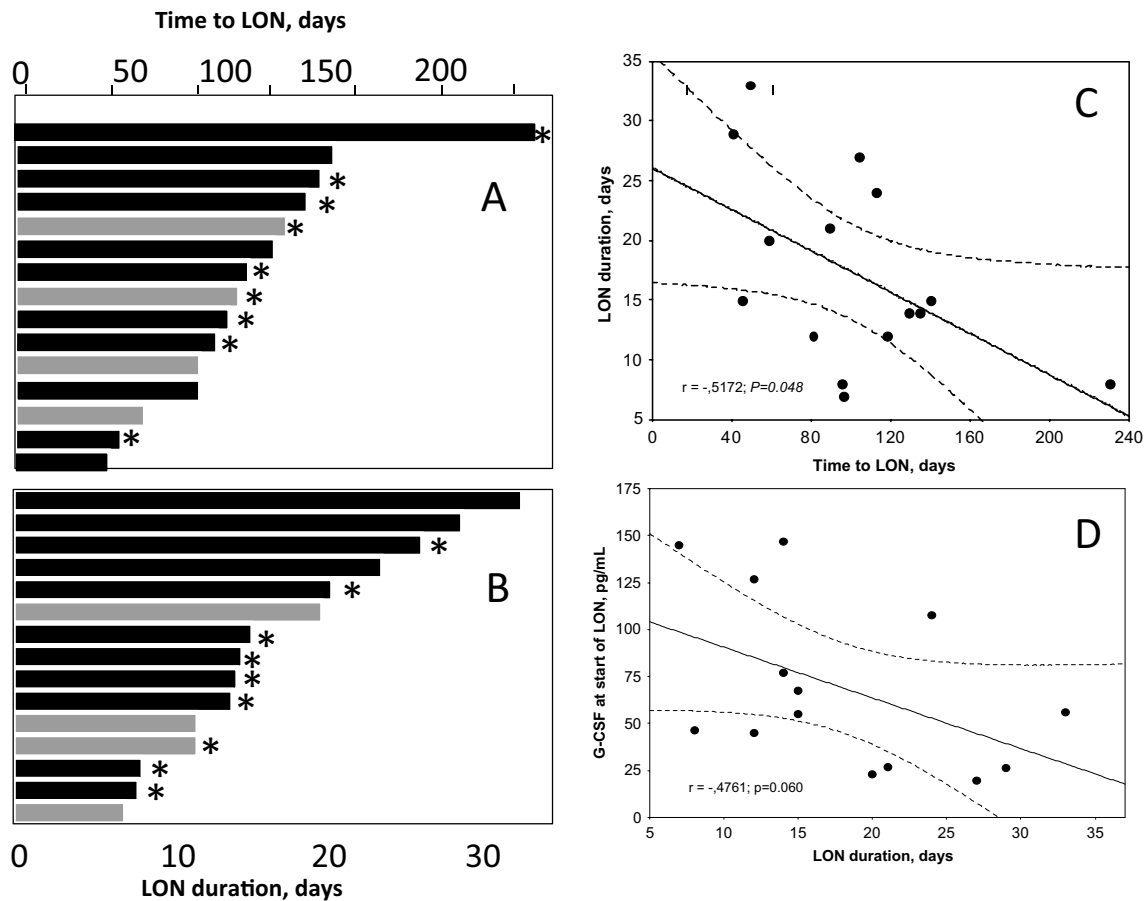 Time to LON, days
0 50 100 150 200
*
*
*
A
*
*
*
*
*
*
B
*
*
*
*
*
*
*
*
*
0 10 20 30
LON duration, days
35
30
25
20
15
10
5
LON duration, days
C
r = -,5172; P=0.048
0 40 80 120 160 200 240
Time to LON, days
175
150
125
100
75
50
25
0
G-CSF at start of LON, pg/mL
D
r = -,4761; p=0.060
5 10 15 20 25 30 35
LON duration, days